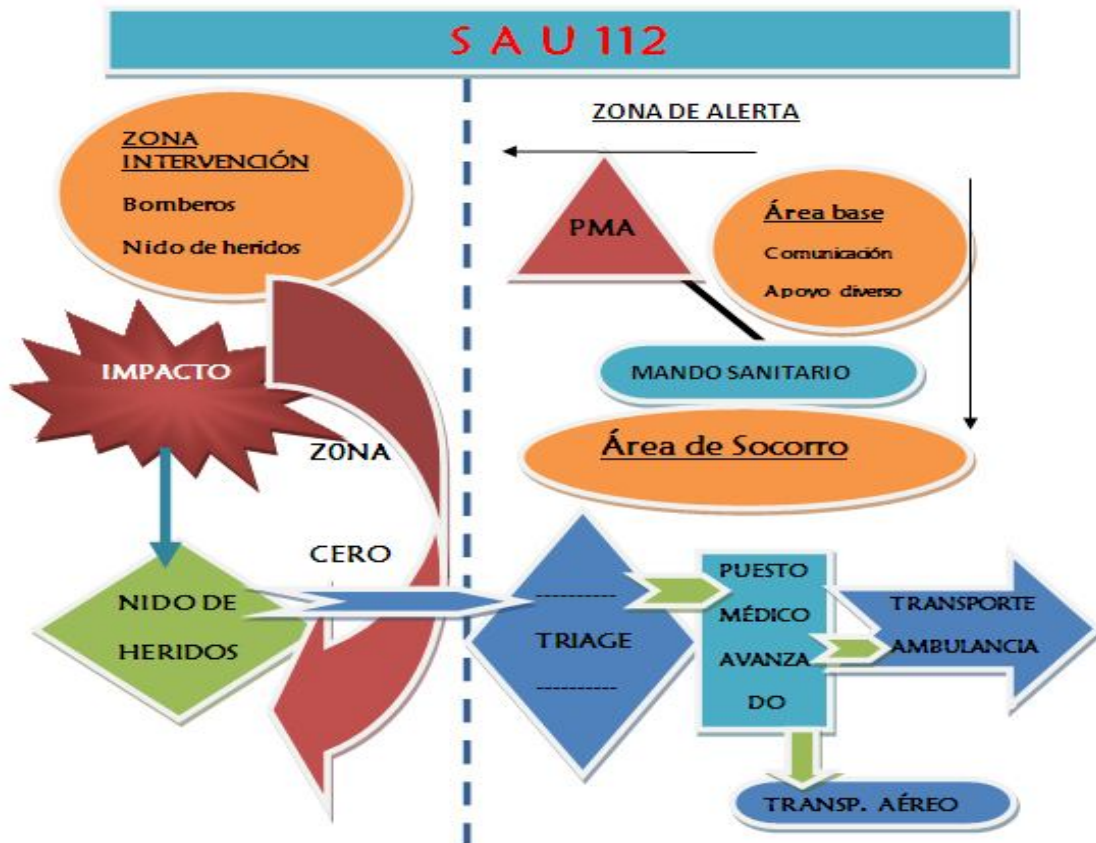 S A U 112
ZONA
INTERVENCIÓN
Bomberos
Nido de heridos
IMPACTO
Z0NA
CERO
NIDO DE
HERIDOS
ZONA DE ALERTA
PMA
Área base
Comunicación
Apoyo diverso
MANDO SANITARIO
Área de Socorro
----------
TRIAGE
----------
PUESTO
MÉDICO
AVANZA
DO
TRANSPORTE
AMBULANCIA
TRANSP. AÉREO